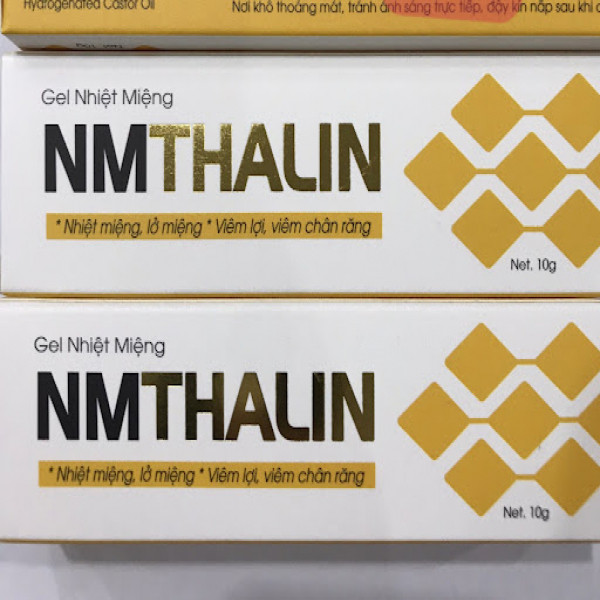 Hydrogenated Castor Oil
Nơi khô thoáng mát, tránh ánh sáng trực tiếp, đậy kín nắp sau khi
Gel Nhiệt Miệng
NMTHALIN
* Nhiệt miệng, lở miệng * Viêm lợi, viêm chân răng
Net. 10g
Gel Nhiệt Miệng
NMTHALIN
* Nhiệt miệng, lở miệng * Viêm lợi, viêm chân răng
Net. 10g